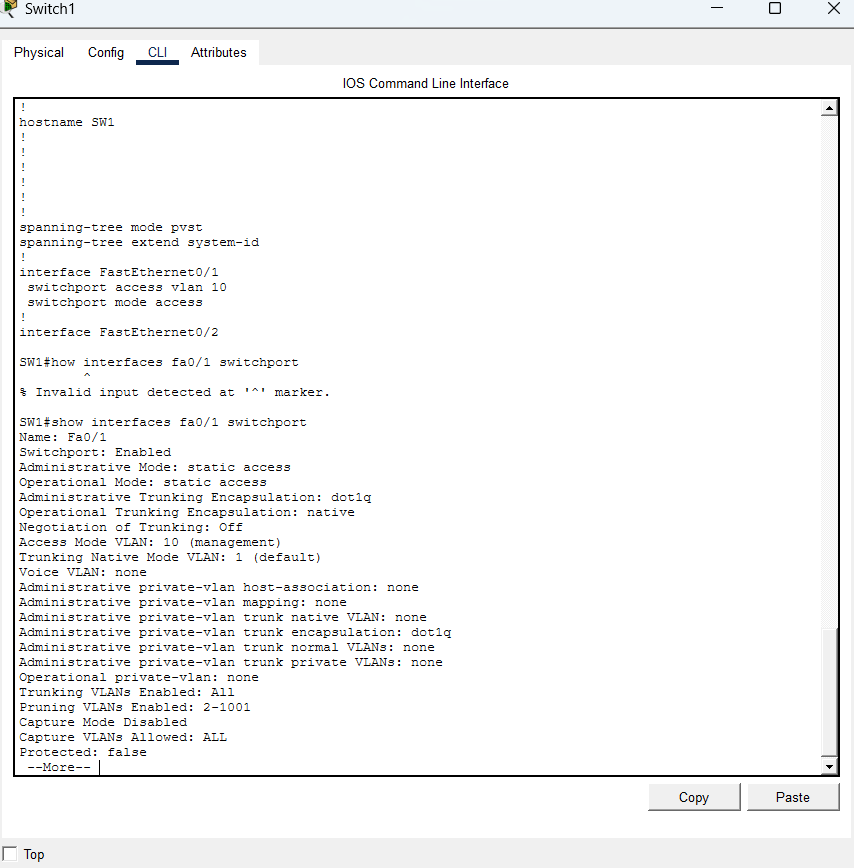 Switch1
Physical Config CLI Attributes
IOS Command Line Interface
!
hostname SW1
!
!
!
!
!
!
spanning-tree mode pvst
spanning-tree extend system-id
!
interface FastEthernet0/1
 switchport access vlan 10
 switchport mode access
!
interface FastEthernet0/2

SW1#how interfaces fa0/1 switchport
        ^
% Invalid input detected at '^' marker.

SW1#show interfaces fa0/1 switchport
Name: Fa0/1
Switchport: Enabled
Administrative Mode: static access
Operational Mode: static access
Administrative Trunking Encapsulation: dot1q
Operational Trunking Encapsulation: native
Negotiation of Trunking: Off
Access Mode VLAN: 10 (management)
Trunking Native Mode VLAN: 1 (default)
Voice VLAN: none
Administrative private-vlan host-association: none
Administrative private-vlan mapping: none
Administrative private-vlan trunk native VLAN: none
Administrative private-vlan trunk encapsulation: dot1q
Administrative private-vlan trunk normal VLANs: none
Administrative private-vlan trunk private VLANs: none
Operational private-vlan: none
Trunking VLANs Enabled: All
Pruning VLANs Enabled: 2-1001
Capture Mode Disabled
Capture VLANs Allowed: ALL
Protected: false
 --More--
Copy Paste
Top